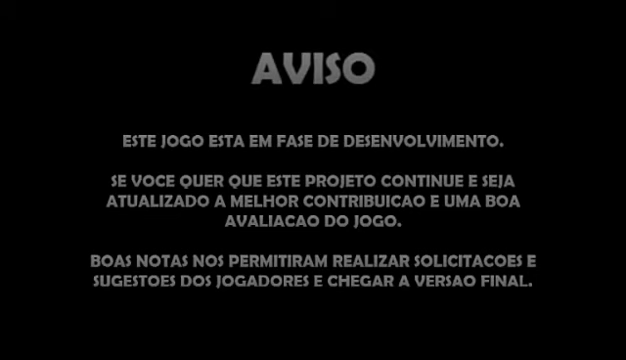 AVISO
ESTE JOGO ESTA EM FASE DE DESENVOLVIMENTO.
SE VOCE QUER QUE ESTE PROJETO CONTINUE E SEJA
ATUALIZADO A MELHOR CONTRIBUICAO E UMA BOA
AVALIACAO DO JOGO.
BOAS NOTAS NOS PERMITIRAM REALIZAR SOLICITACOES E
SUGESTOES DOS JOGADORES E CHEGAR A VERSAO FINAL.